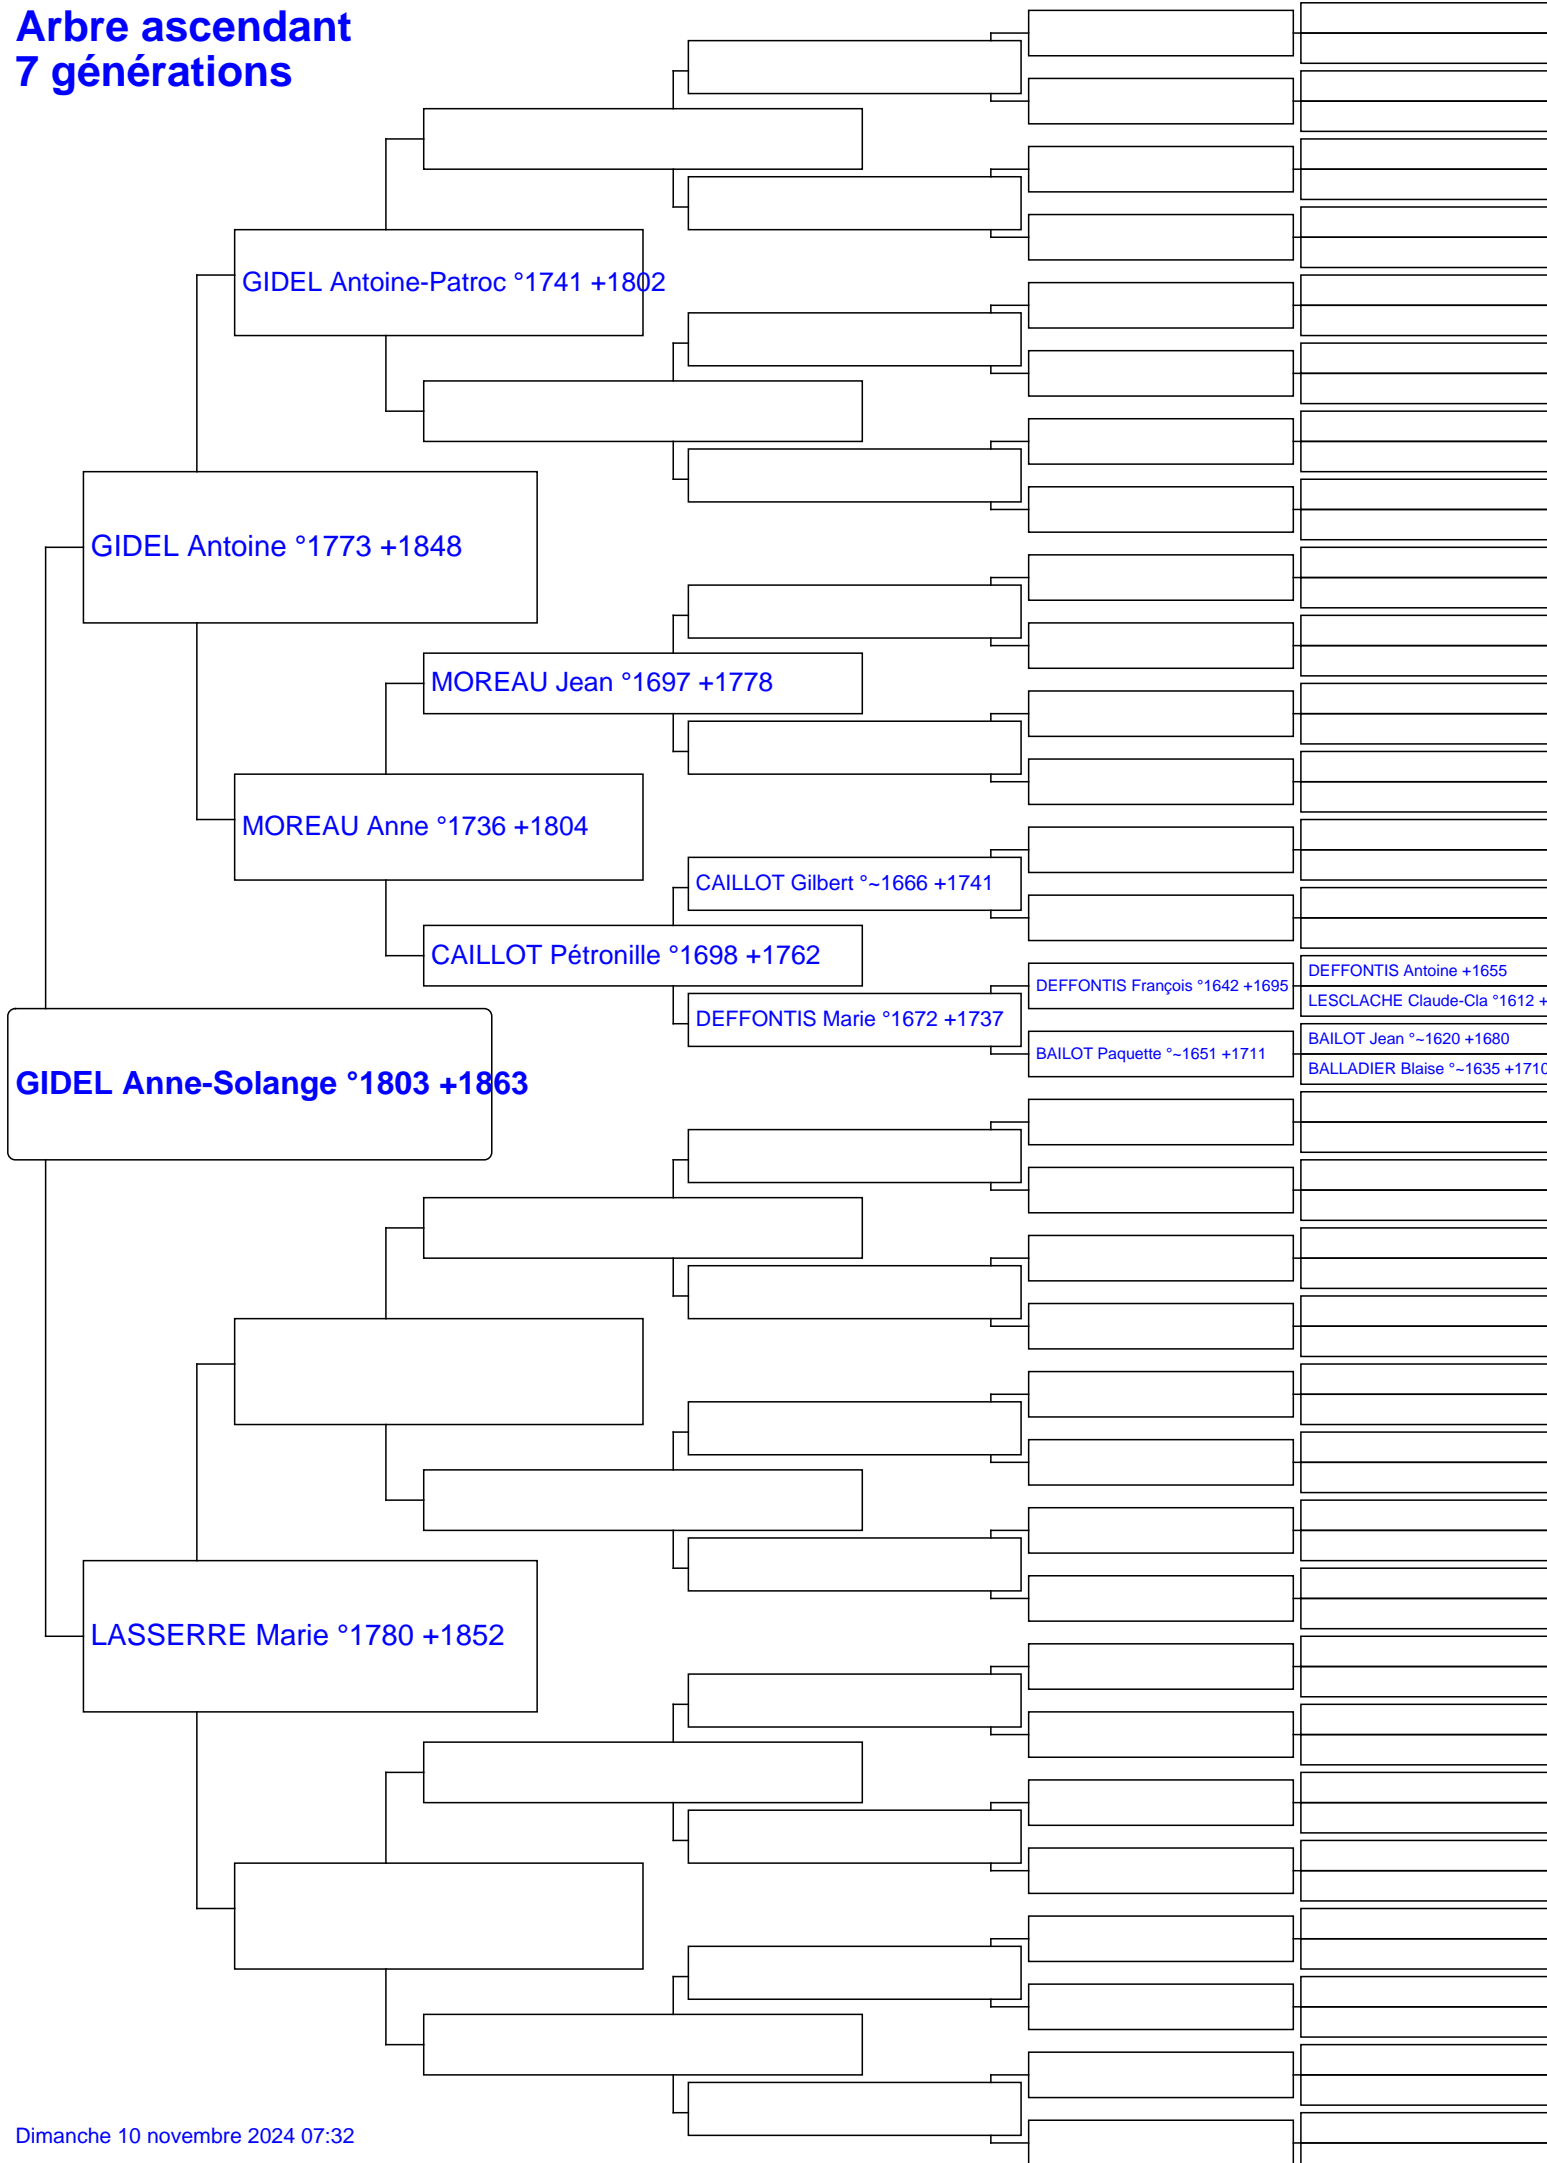 Arbre ascendant
7 générations
GIDEL Antoine-Patroc °1741 +1802
GIDEL Antoine °1773 +1848
MOREAU Jean °1697 +1778
MOREAU Anne °1736 +1804
CAILLOT Gilbert °~1666 +1741
CAILLOT Pétronille °1698 +1762
DEFFONTIS Antoine +1655
DEFFONTIS François °1642 +1695
LESCLACHE Claude-Cla °1612 +
DEFFONTIS Marie °1672 +1737
BAILOT Jean °~1620 +1680
BAILOT Paquette °~1651 +1711
BALLADIER Blaise °~1635 +1710
GIDEL Anne-Solange °1803 +1863
LASSERRE Marie °1780 +1852
Dimanche 10 novembre 2024 07:32